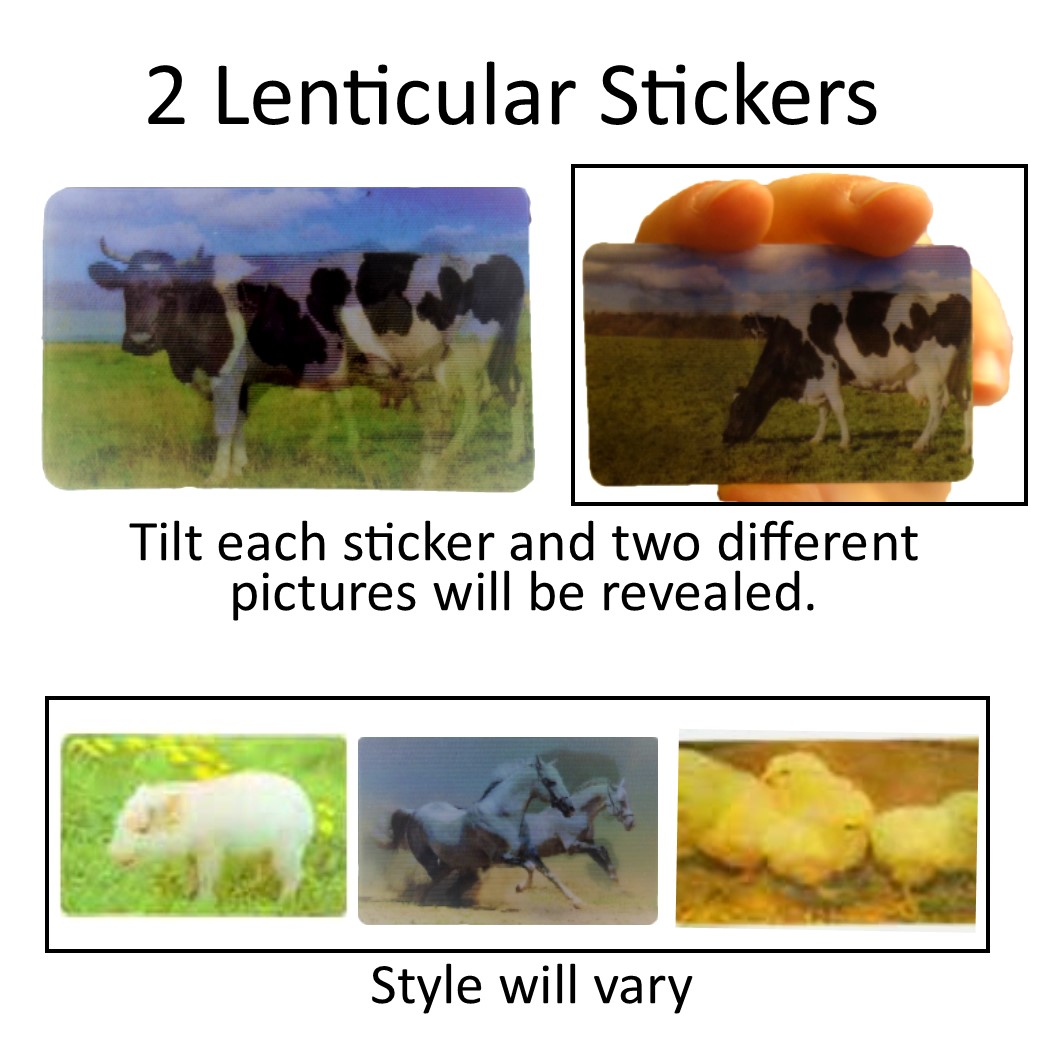 2 Lenticular Stickers
Tilt each sticker and two different
pictures will be revealed.
Style will vary